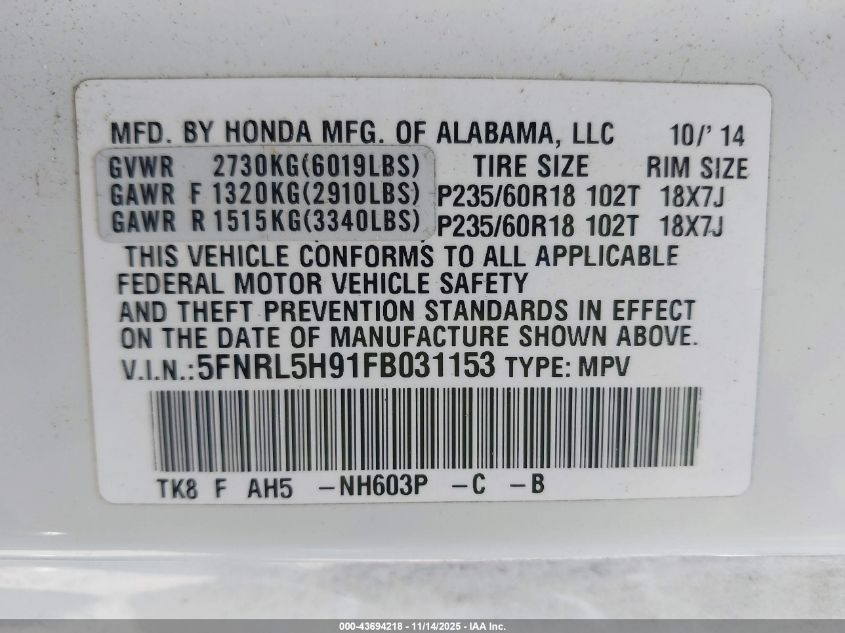 MFD. BY HONDA MFG. OF ALABAMA, LLC 10/'14
GVWR 2730KG(6019LBS) TIRE SIZE RIM SIZE
GAWR F 1320KG(2910LBS) P235/60R18 102T 18X7J
GAWR R 1515KG(3340LBS) P235/60R18 102T 18X7J
THIS VEHICLE CONFORMS TO ALL APPLICABLE
FEDERAL MOTOR VEHICLE SAFETY
AND THEFT PREVENTION STANDARDS IN EFFECT
ON THE DATE OF MANUFACTURE SHOWN ABOVE.
V.I.N.:5FNRL5H91FB031153 TYPE: MPV
TK8 F AH5 -NH603P -C -B
000-43694218 - 11/14/2025 - IAA Inc.